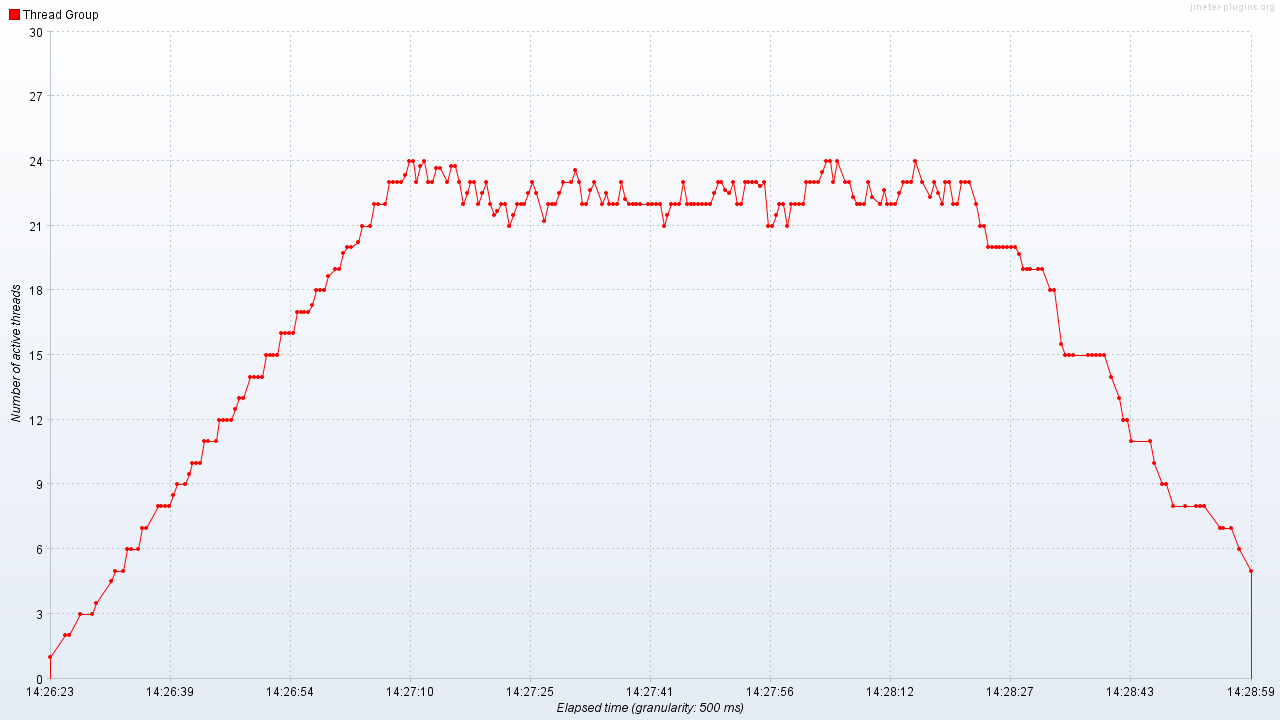 jmeter-plugins.org
Thread Group
30
27
24
21
18
15
12
9
6
3
0
Number of active threads
14:26:23 14:26:39 14:26:54 14:27:10 14:27:25 14:27:41 14:27:56 14:28:12 14:28:27 14:28:43 14:28:59
Elapsed time (granularity: 500 ms)